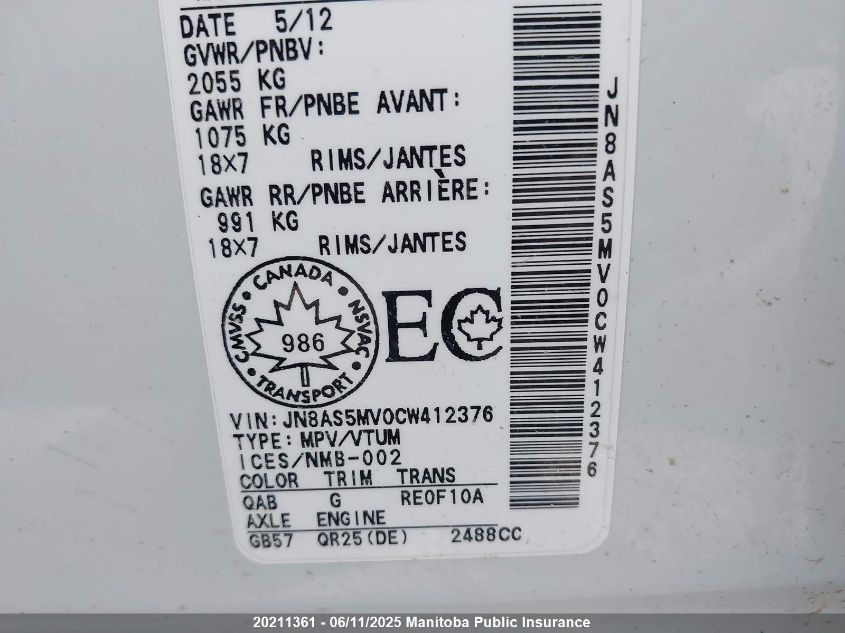 DATE 5/12
GVWR/PNBV:
2055 KG
GAWR FR/PNBE AVANT:
1075 KG
18X7 RIMS/JANTES
GAWR RR/PNBE ARRIÈRE:
991 KG
18X7 RIMS/JANTES
CANADA
CMVSS NSVAC
986
TRANSPORT
EC
VIN:JN8AS5MV0CW412376
TYPE:MPV/VTUM
ICES/NMB-002
COLOR TRIM TRANS
QAB G RE0F10A
AXLE ENGINE
GB57 QR25(DE) 2488CC
JN8AS5MV0CW412376
20211361 - 06/11/2025 Manitoba Public Insurance